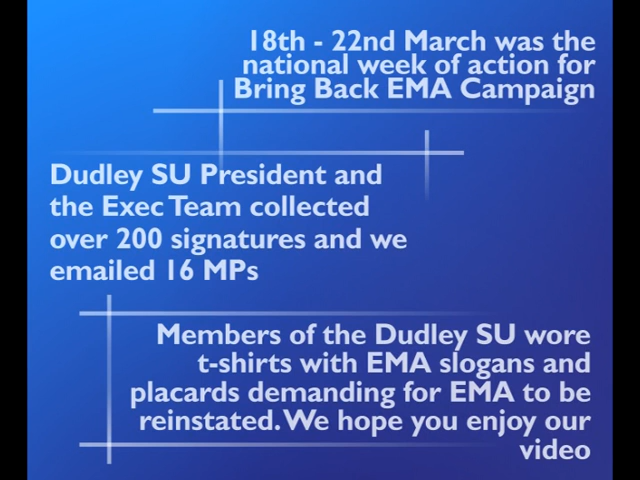 18th - 22nd March was the
national week of action for
Bring Back EMA Campaign
Dudley SU President and
the Exec Team collected
over 200 signatures and we
emailed 16 MPs
Members of the Dudley SU wore
t-shirts with EMA slogans and
placards demanding for EMA to be
reinstated. We hope you enjoy our
video